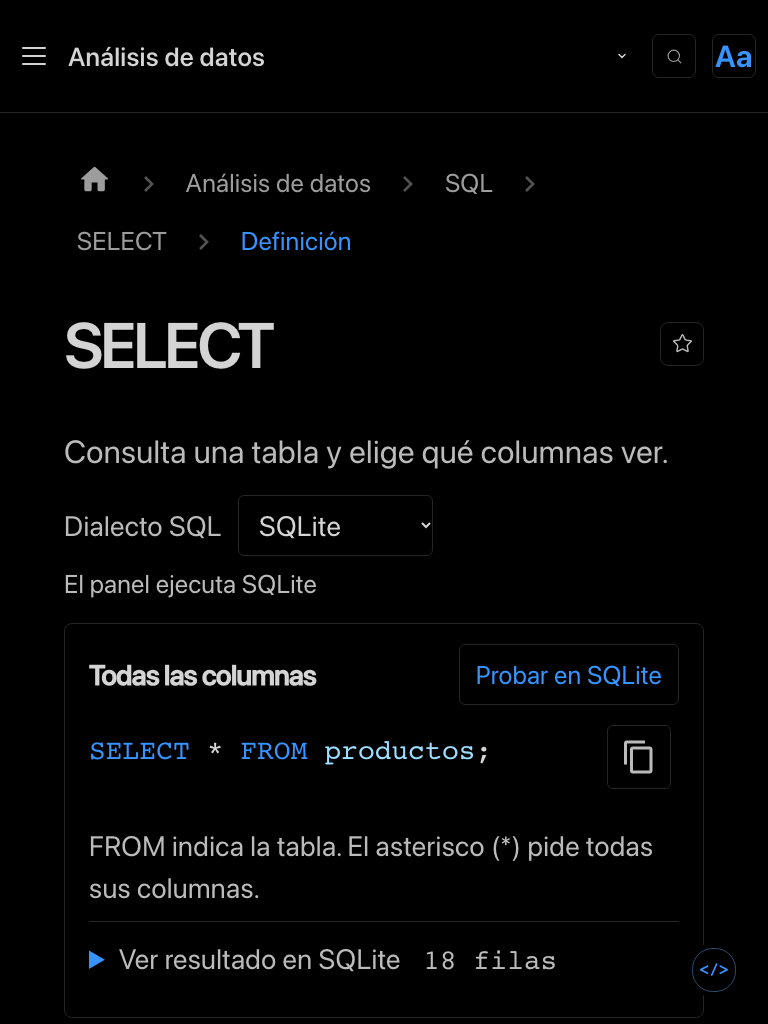 Análisis de datos
Aa
Análisis de datos
SQL
SELECT
Definición
SELECT
Consulta una tabla y elige qué columnas ver.
Dialecto SQL
SQLite
El panel ejecuta SQLite
Todas las columnas
Probar en SQLite
SELECT * FROM productos;
FROM indica la tabla. El asterisco (*) pide todas
sus columnas.
Ver resultado en SQLite 18 filas
</>